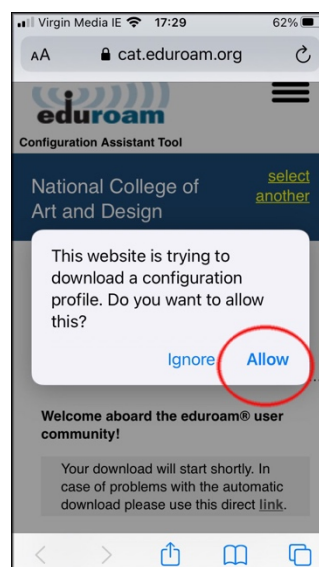 Virgin Media IE 17:29 62%
AA cat.eduroam.org
eduroam
Configuration Assistant Tool
National College of
Art and Design
select
another
This website is trying to
download a configuration
profile. Do you want to allow
this?
Ignore Allow
Welcome aboard the eduroam® user
community!
Your download will start shortly. In
case of problems with the automatic
download please use this direct link.